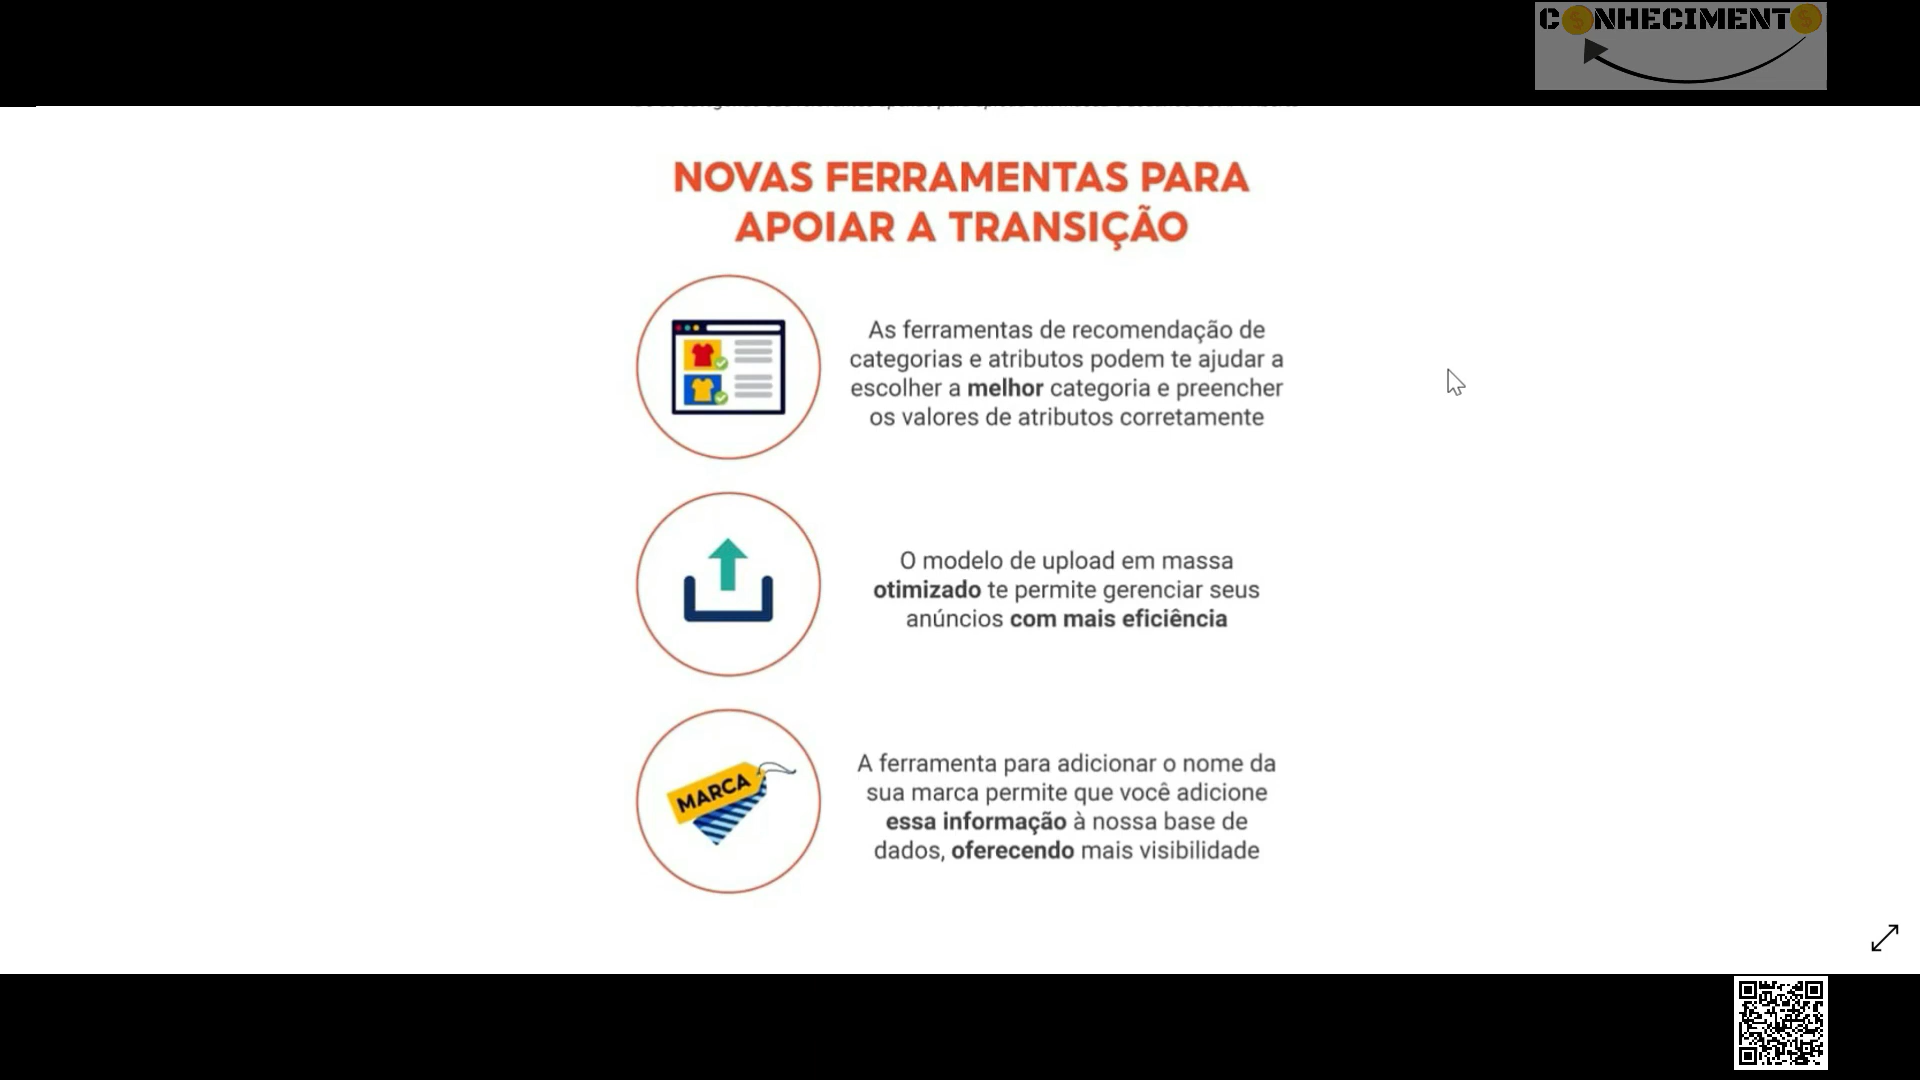 CONHECIMENTO
NOVAS FERRAMENTAS PARA
APOIAR A TRANSIÇÃO
As ferramentas de recomendação de
categorias e atributos podem te ajudar a
escolher a melhor categoria e preencher
os valores de atributos corretamente
O modelo de upload em massa
otimizado te permite gerenciar seus
anúncios com mais eficiência
MARCA
A ferramenta para adicionar o nome da
sua marca permite que você adicione
essa informação à nossa base de
dados, oferecendo mais visibilidade